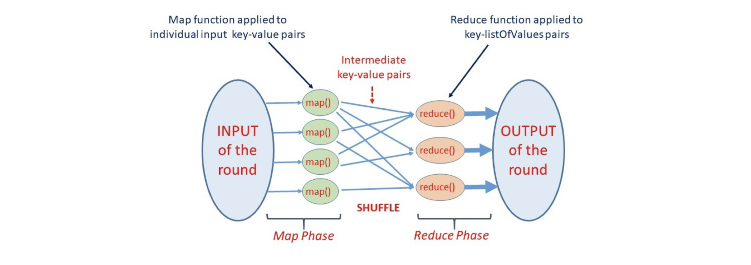 Map function applied to
individual input key-value pairs
Reduce function applied to
key-listOfValues pairs
Intermediate
key-value pairs
INPUT
of the
round
map()
map()
map()
map()
reduce()
reduce()
reduce()
OUTPUT
of the
round
SHUFFLE
Map Phase
Reduce Phase